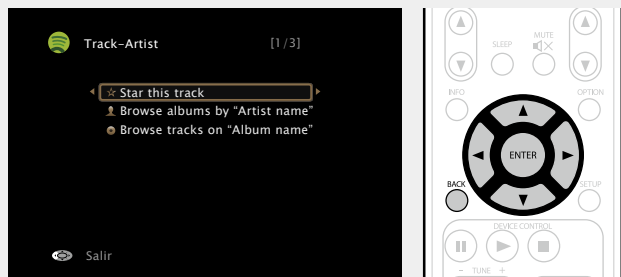 Track-Artist [1/3]
☆ Star this track
Browse albums by “Artist name”
Browse tracks on “Album name”
Salir
SLEEP MUTE
INFO OPTION
ENTER
BACK SETUP
DEVICE CONTROL
– TUNE +